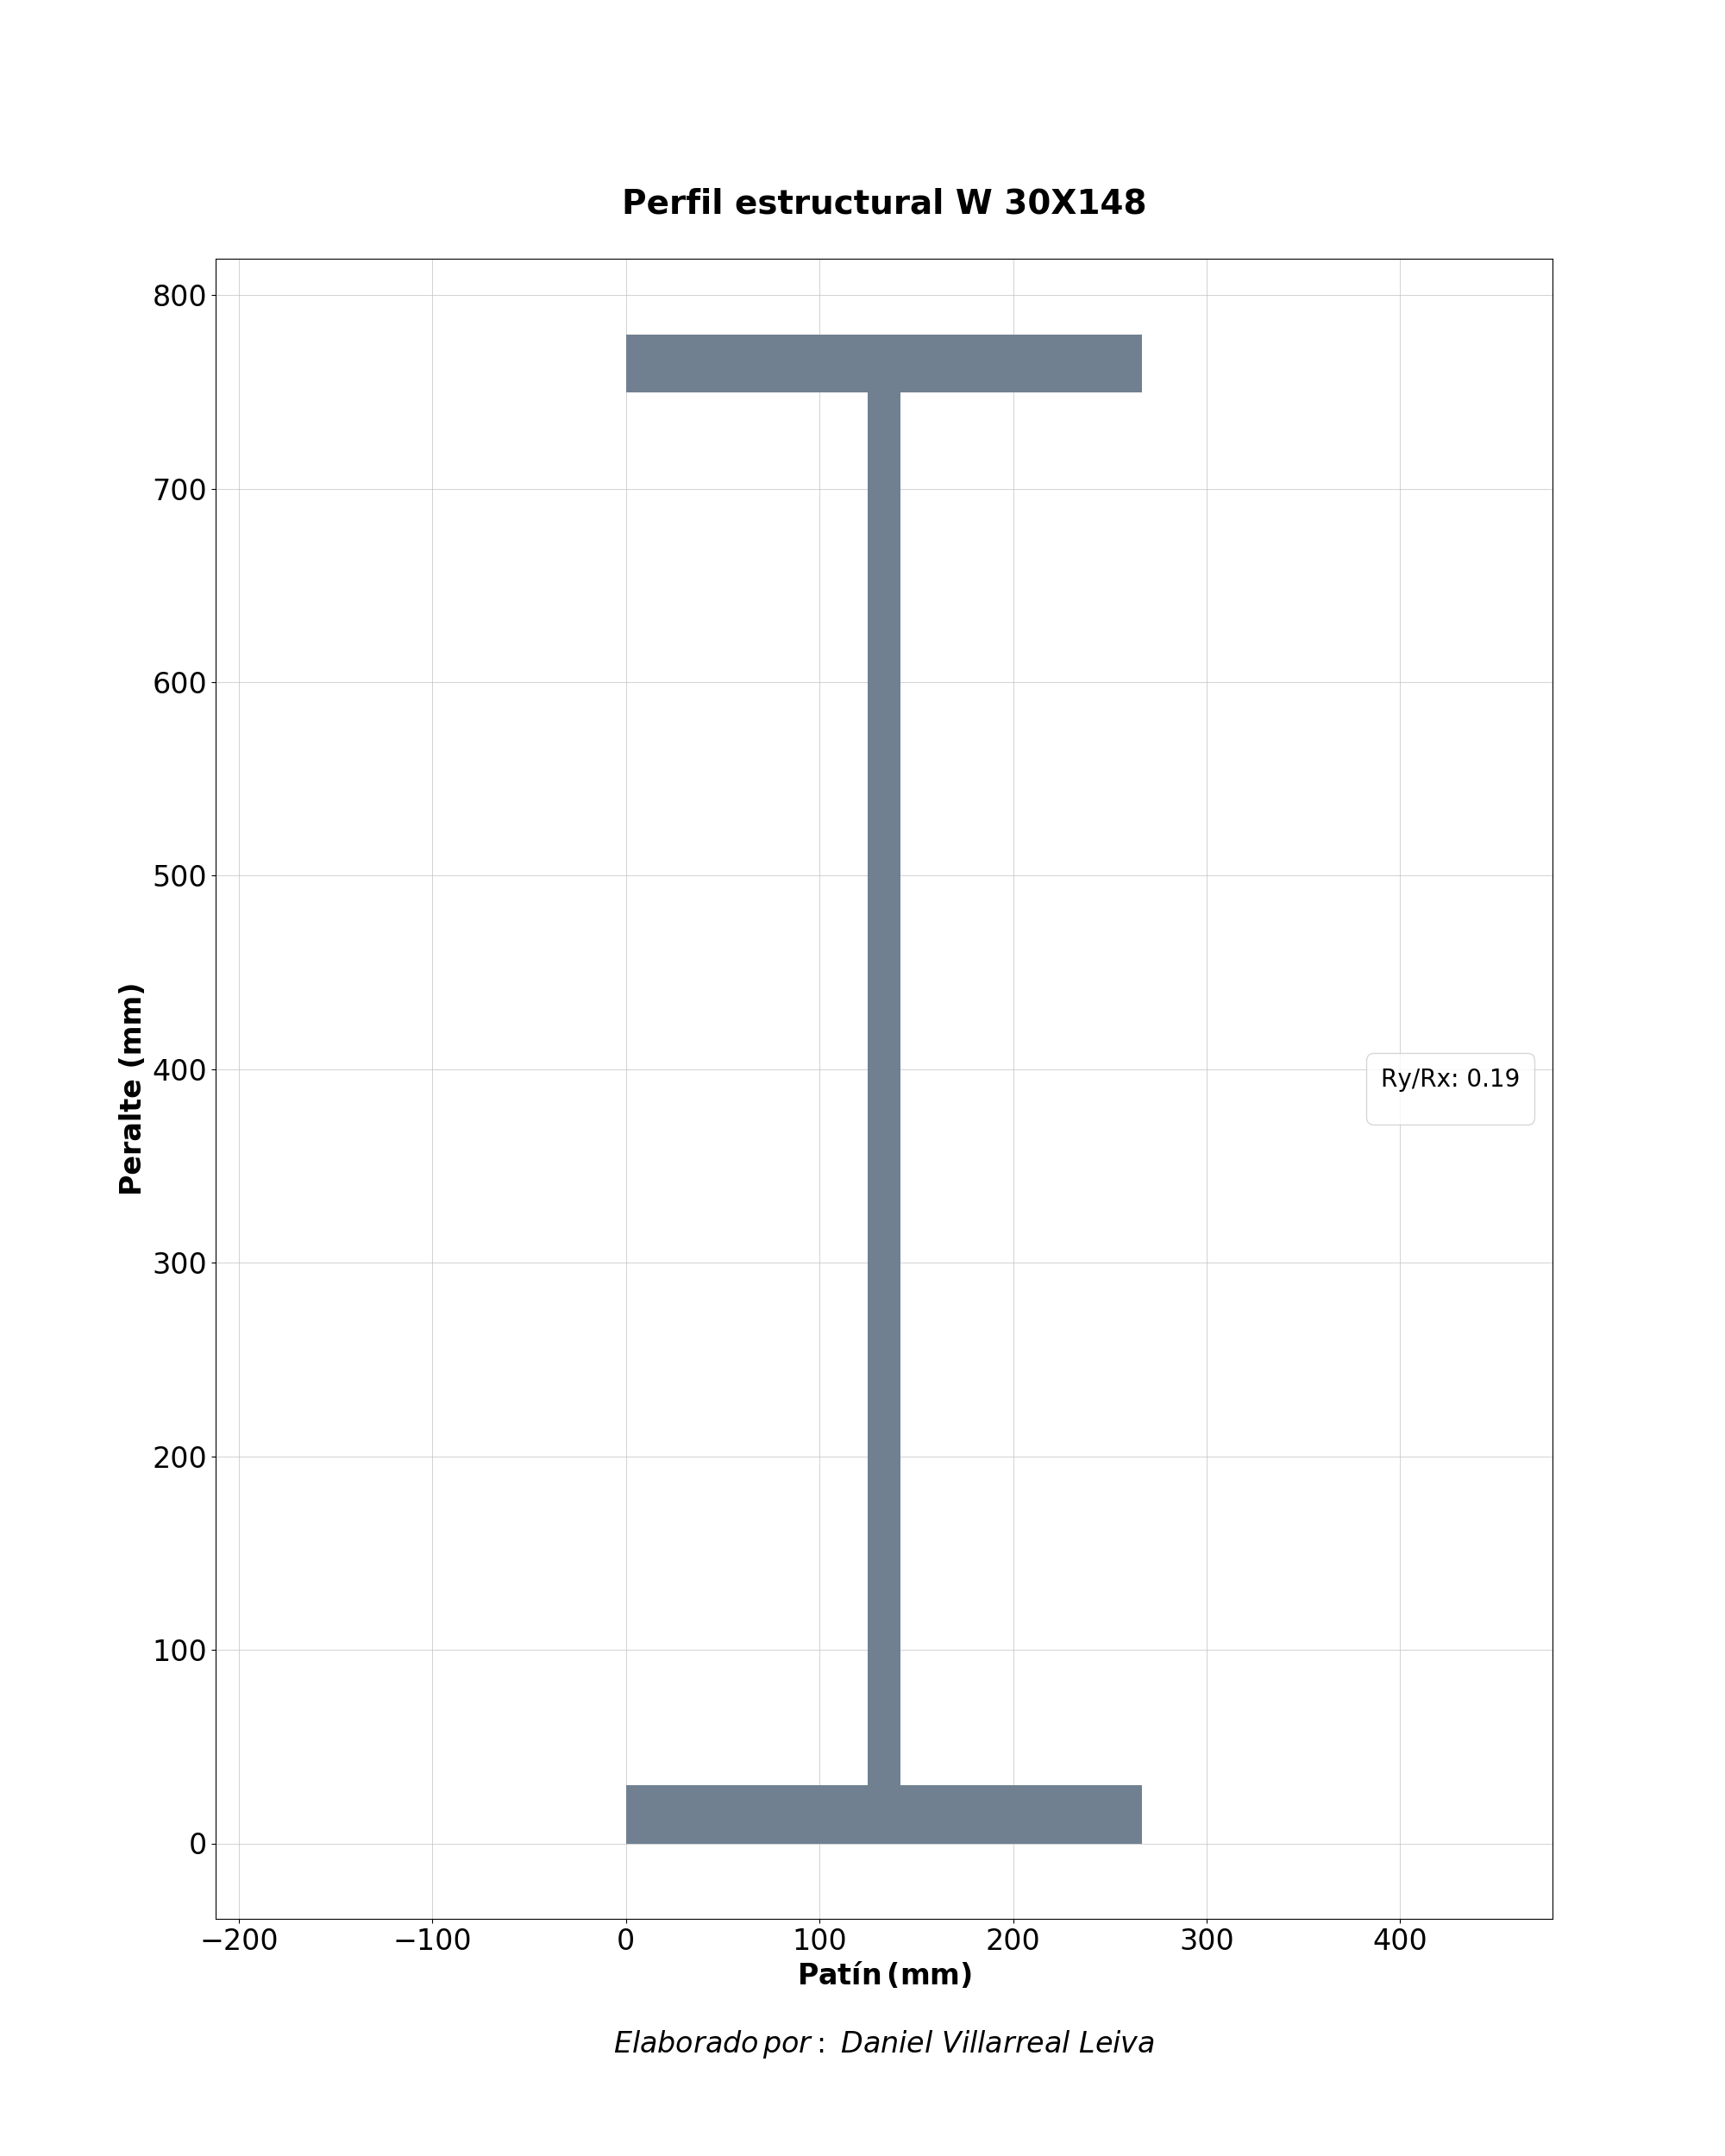 Perfil estructural W 30X148
800
700
600
500
400
300
200
100
0
Peralte (mm)
Ry/Rx: 0.19
−200 −100 0 100 200 300 400
Patín (mm)
Elaborado por: Daniel Villarreal Leiva